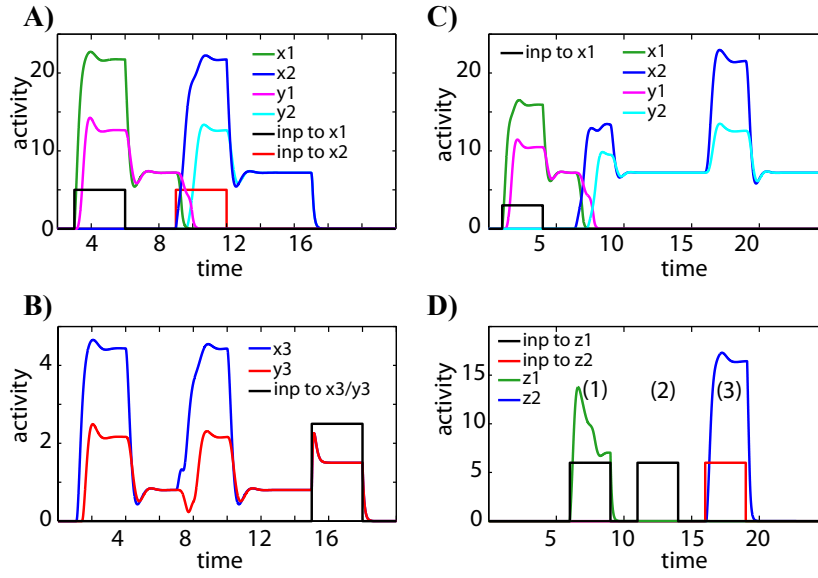 A)
activity
20
10
0
4
8
12
16
time
x1
x2
y1
y2
inp to x1
inp to x2
C)
activity
20
10
0
5
10
15
20
time
inp to x1
x1
x2
y1
y2
B)
activity
4
2
0
4
8
12
16
time
x3
y3
inp to x3/y3
D)
activity
15
10
5
0
5
10
15
20
time
inp to z1
inp to z2
z1
z2
(1)
(2)
(3)